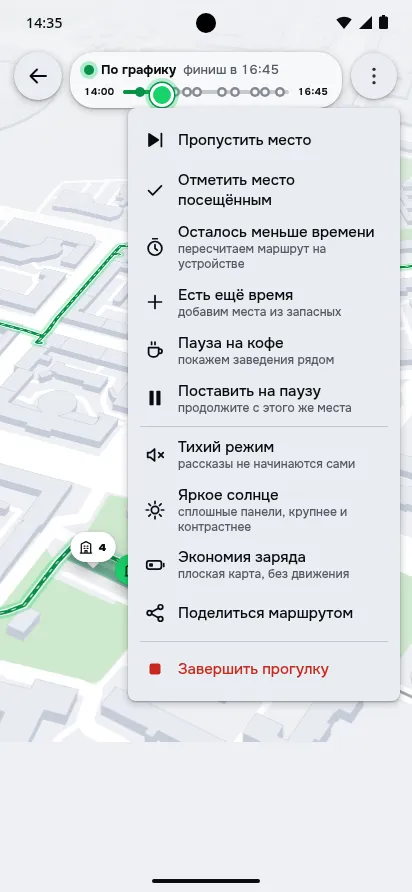 14:35
По графику финиш в 16:45
14:00 16:45
Пропустить место
Отметить место
посещённым
Осталось меньше времени
пересчитаем маршрут на
устройстве
Есть ещё время
добавим места из запасных
Пауза на кофе
покажем заведения рядом
Поставить на паузу
продолжите с этого же места
Тихий режим
рассказы не начинаются сами
Яркое солнце
сплошные панели, крупнее и
контрастнее
4
Экономия заряда
плоская карта, без движения
Поделиться маршрутом
Завершить прогулку